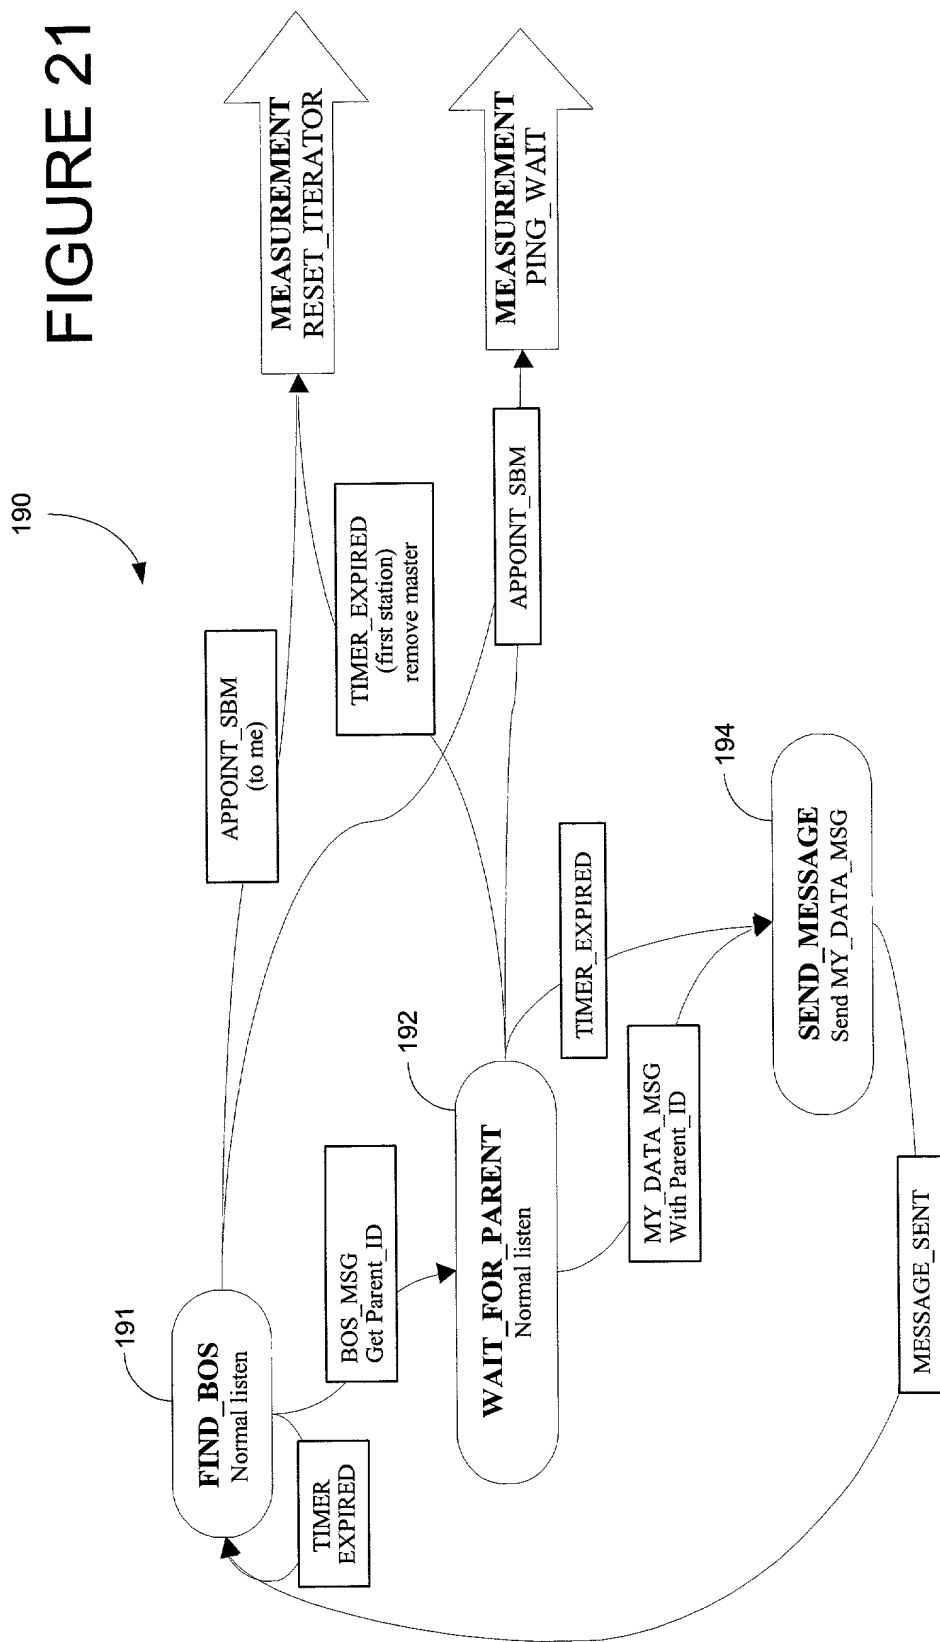 FIGURE 21
190
191
FIND_BOS
Normal listen
TIMER
EXPIRED
BOS_MSG
Get Parent_ID
APPOINT_SBM
(to me)
TIMER_EXPIRED
(first station)
remove master
MEASUREMENT
RESET_ITERATOR
192
WAIT_FOR_PARENT
Normal listen
APPOINT_SBM
MEASUREMENT
PING_WAIT
TIMER_EXPIRED
MY_DATA_MSG
With Parent_ID
194
SEND_MESSAGE
Send MY_DATA_MSG
MESSAGE_SENT